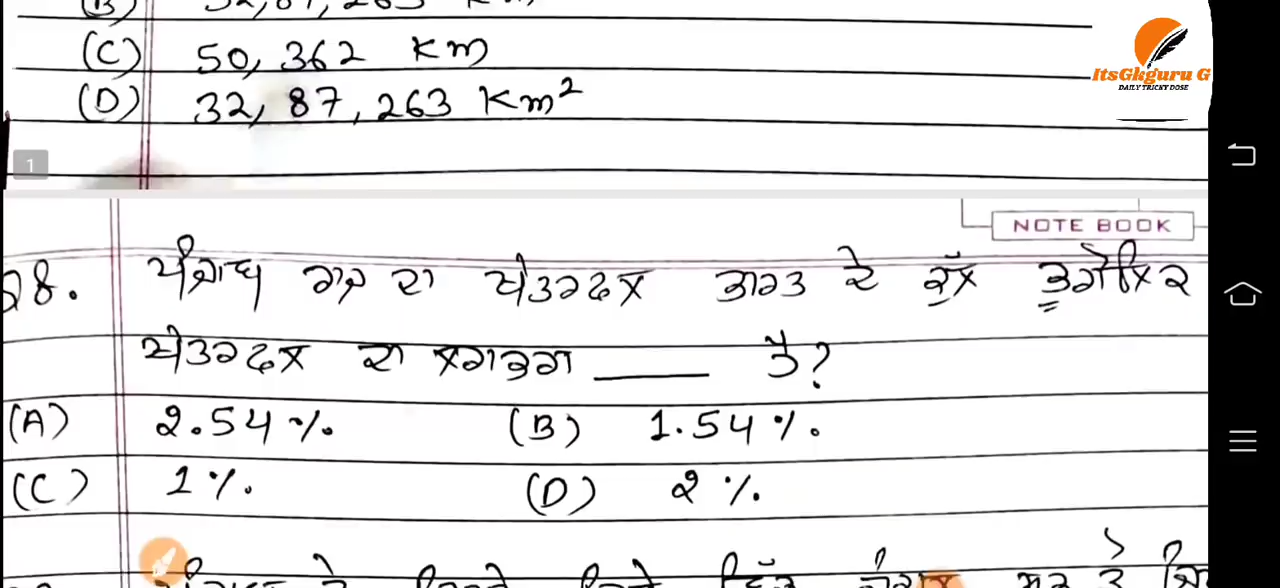 (C) 50,362 Km
(D) 32,87,263 Km²
ItsGkguru G
DAILY TRICKY DOSE
1
NOTE BOOK
28. ਪੰਜਾਬ ਰਾਜ ਦਾ ਖੇਤਰਫਲ ਭਾਰਤ ਦੇ ਕੁੱਲ ਭੂਗੋਲਿਕ
ਖੇਤਰਫਲ ਦਾ ਲਗਭਗ ____ ਹੈ?
(A) 2.54 %. (B) 1.54 %.
(C) 1 %. (D) 2 %.